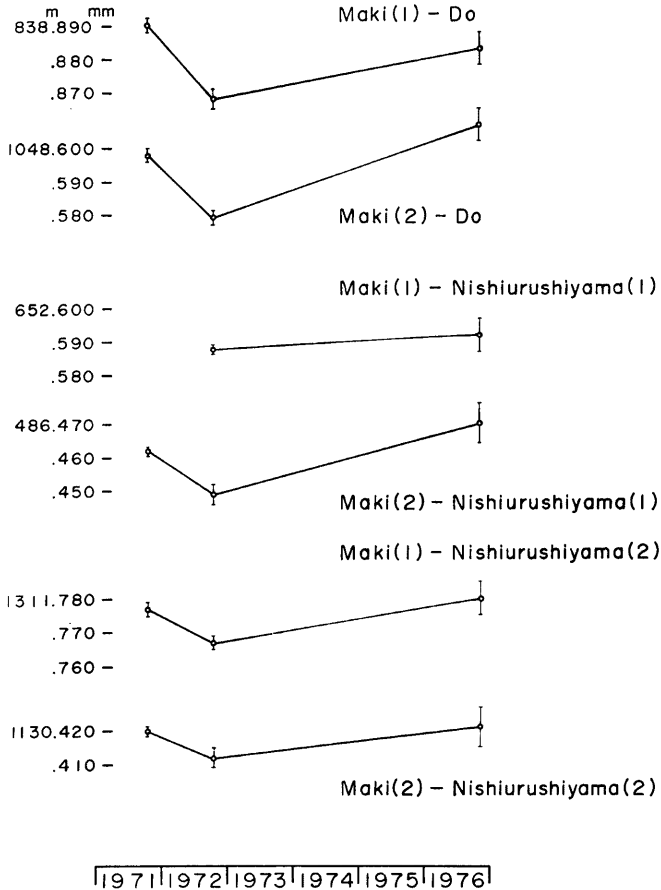 m mm
Maki(1) – Do
838.890 –
.880 –
.870 –
1048.600 –
.590 –
.580 –
Maki(2) – Do
Maki(1) – Nishiurushiyama(1)
652.600 –
.590 –
.580 –
486.470 –
.460 –
.450 –
Maki(2) – Nishiurushiyama(1)
Maki(1) – Nishiurushiyama(2)
1311.780 –
.770 –
.760 –
1130.420 –
.410 –
Maki(2) – Nishiurushiyama(2)
1971 1972 1973 1974 1975 1976